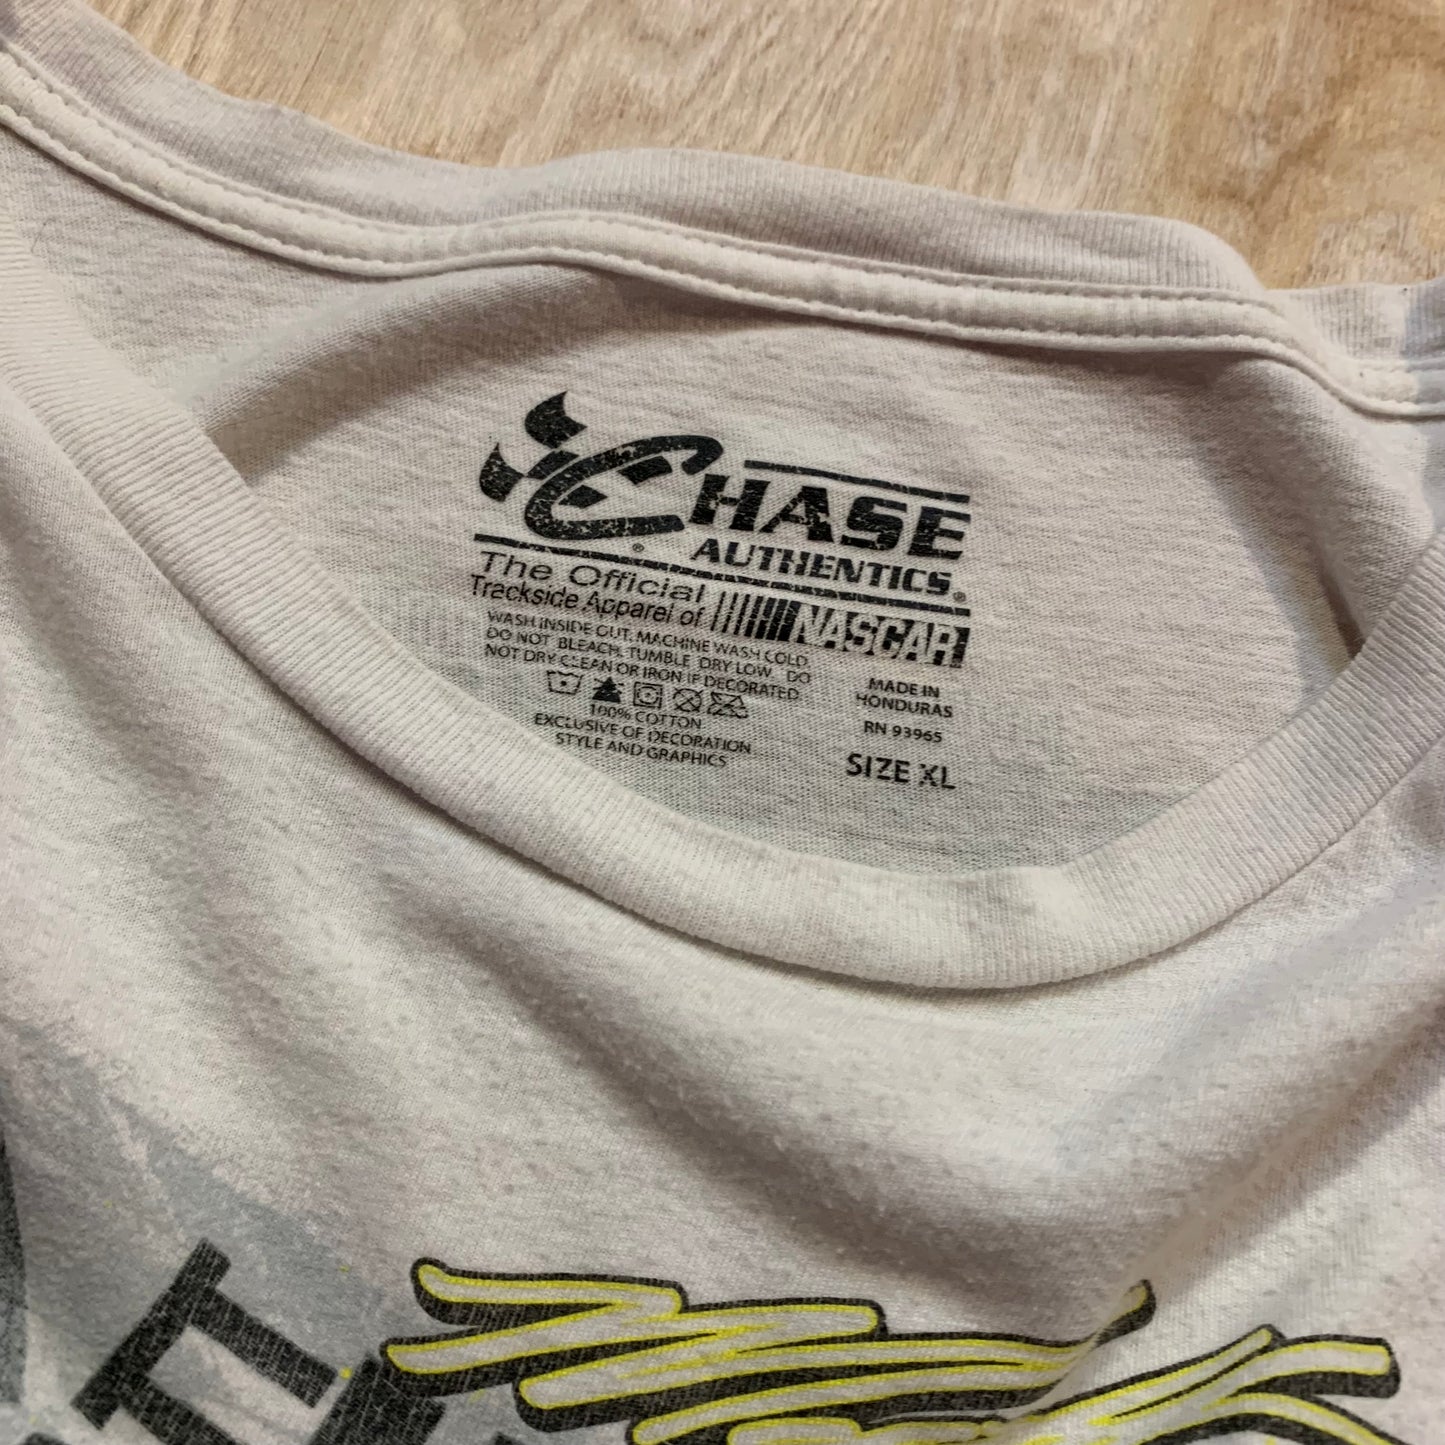 CHASE
AUTHENTICS®
The Official
Trackside Apparel of NASCAR
WASH INSIDE OUT. MACHINE WASH COLD.
DO NOT BLEACH. TUMBLE DRY LOW. DO
NOT DRY CLEAN OR IRON IF DECORATED.
100% COTTON
EXCLUSIVE OF DECORATION
STYLE AND GRAPHICS
MADE IN
HONDURAS
RN 93965
SIZE XL